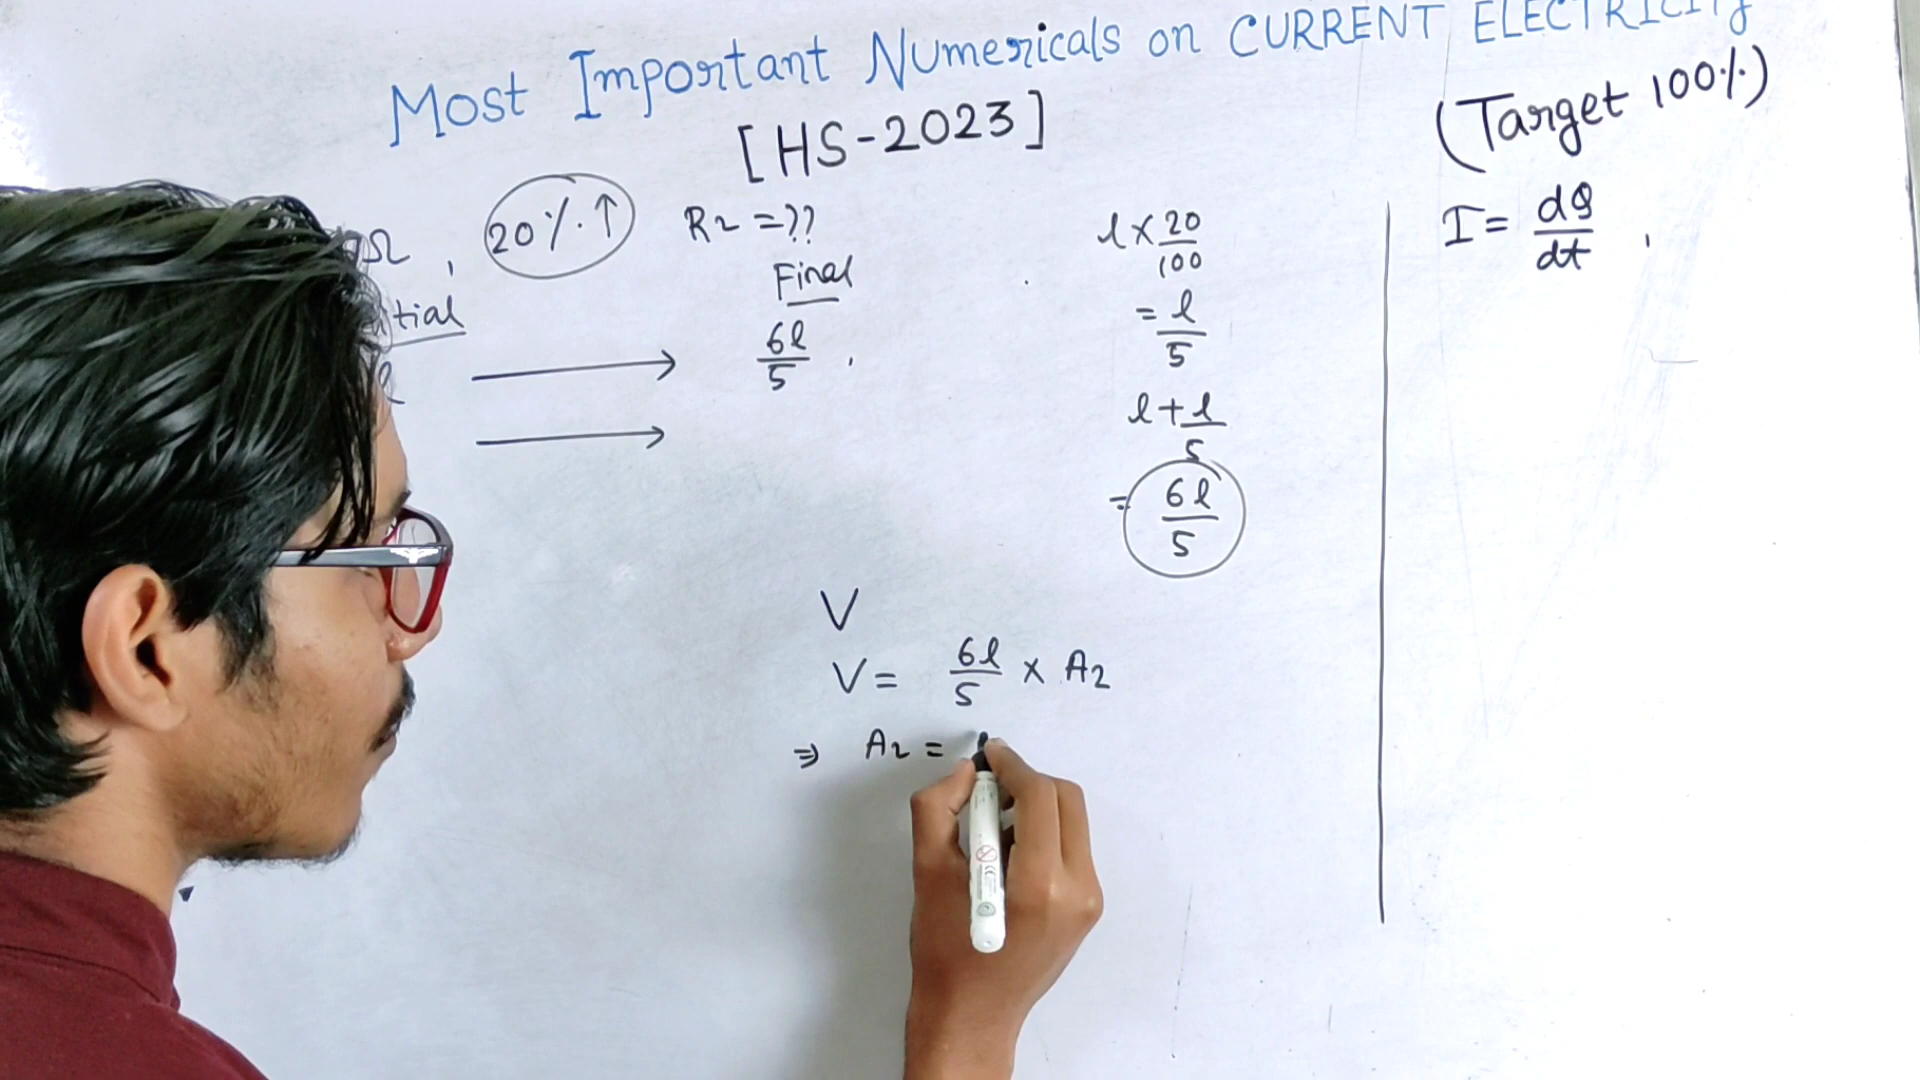 Most Important Numericals on CURRENT ELECTRICITY
[HS-2023]
(Target 100%)
Ω , 20% ↑ R2 =??
tial
Final
6l/5 .
l × 20/100
= l/5
l + l/5
= 6l/5
V
V = 6l/5 × A2
⇒ A2 =
I = dQ/dt ,